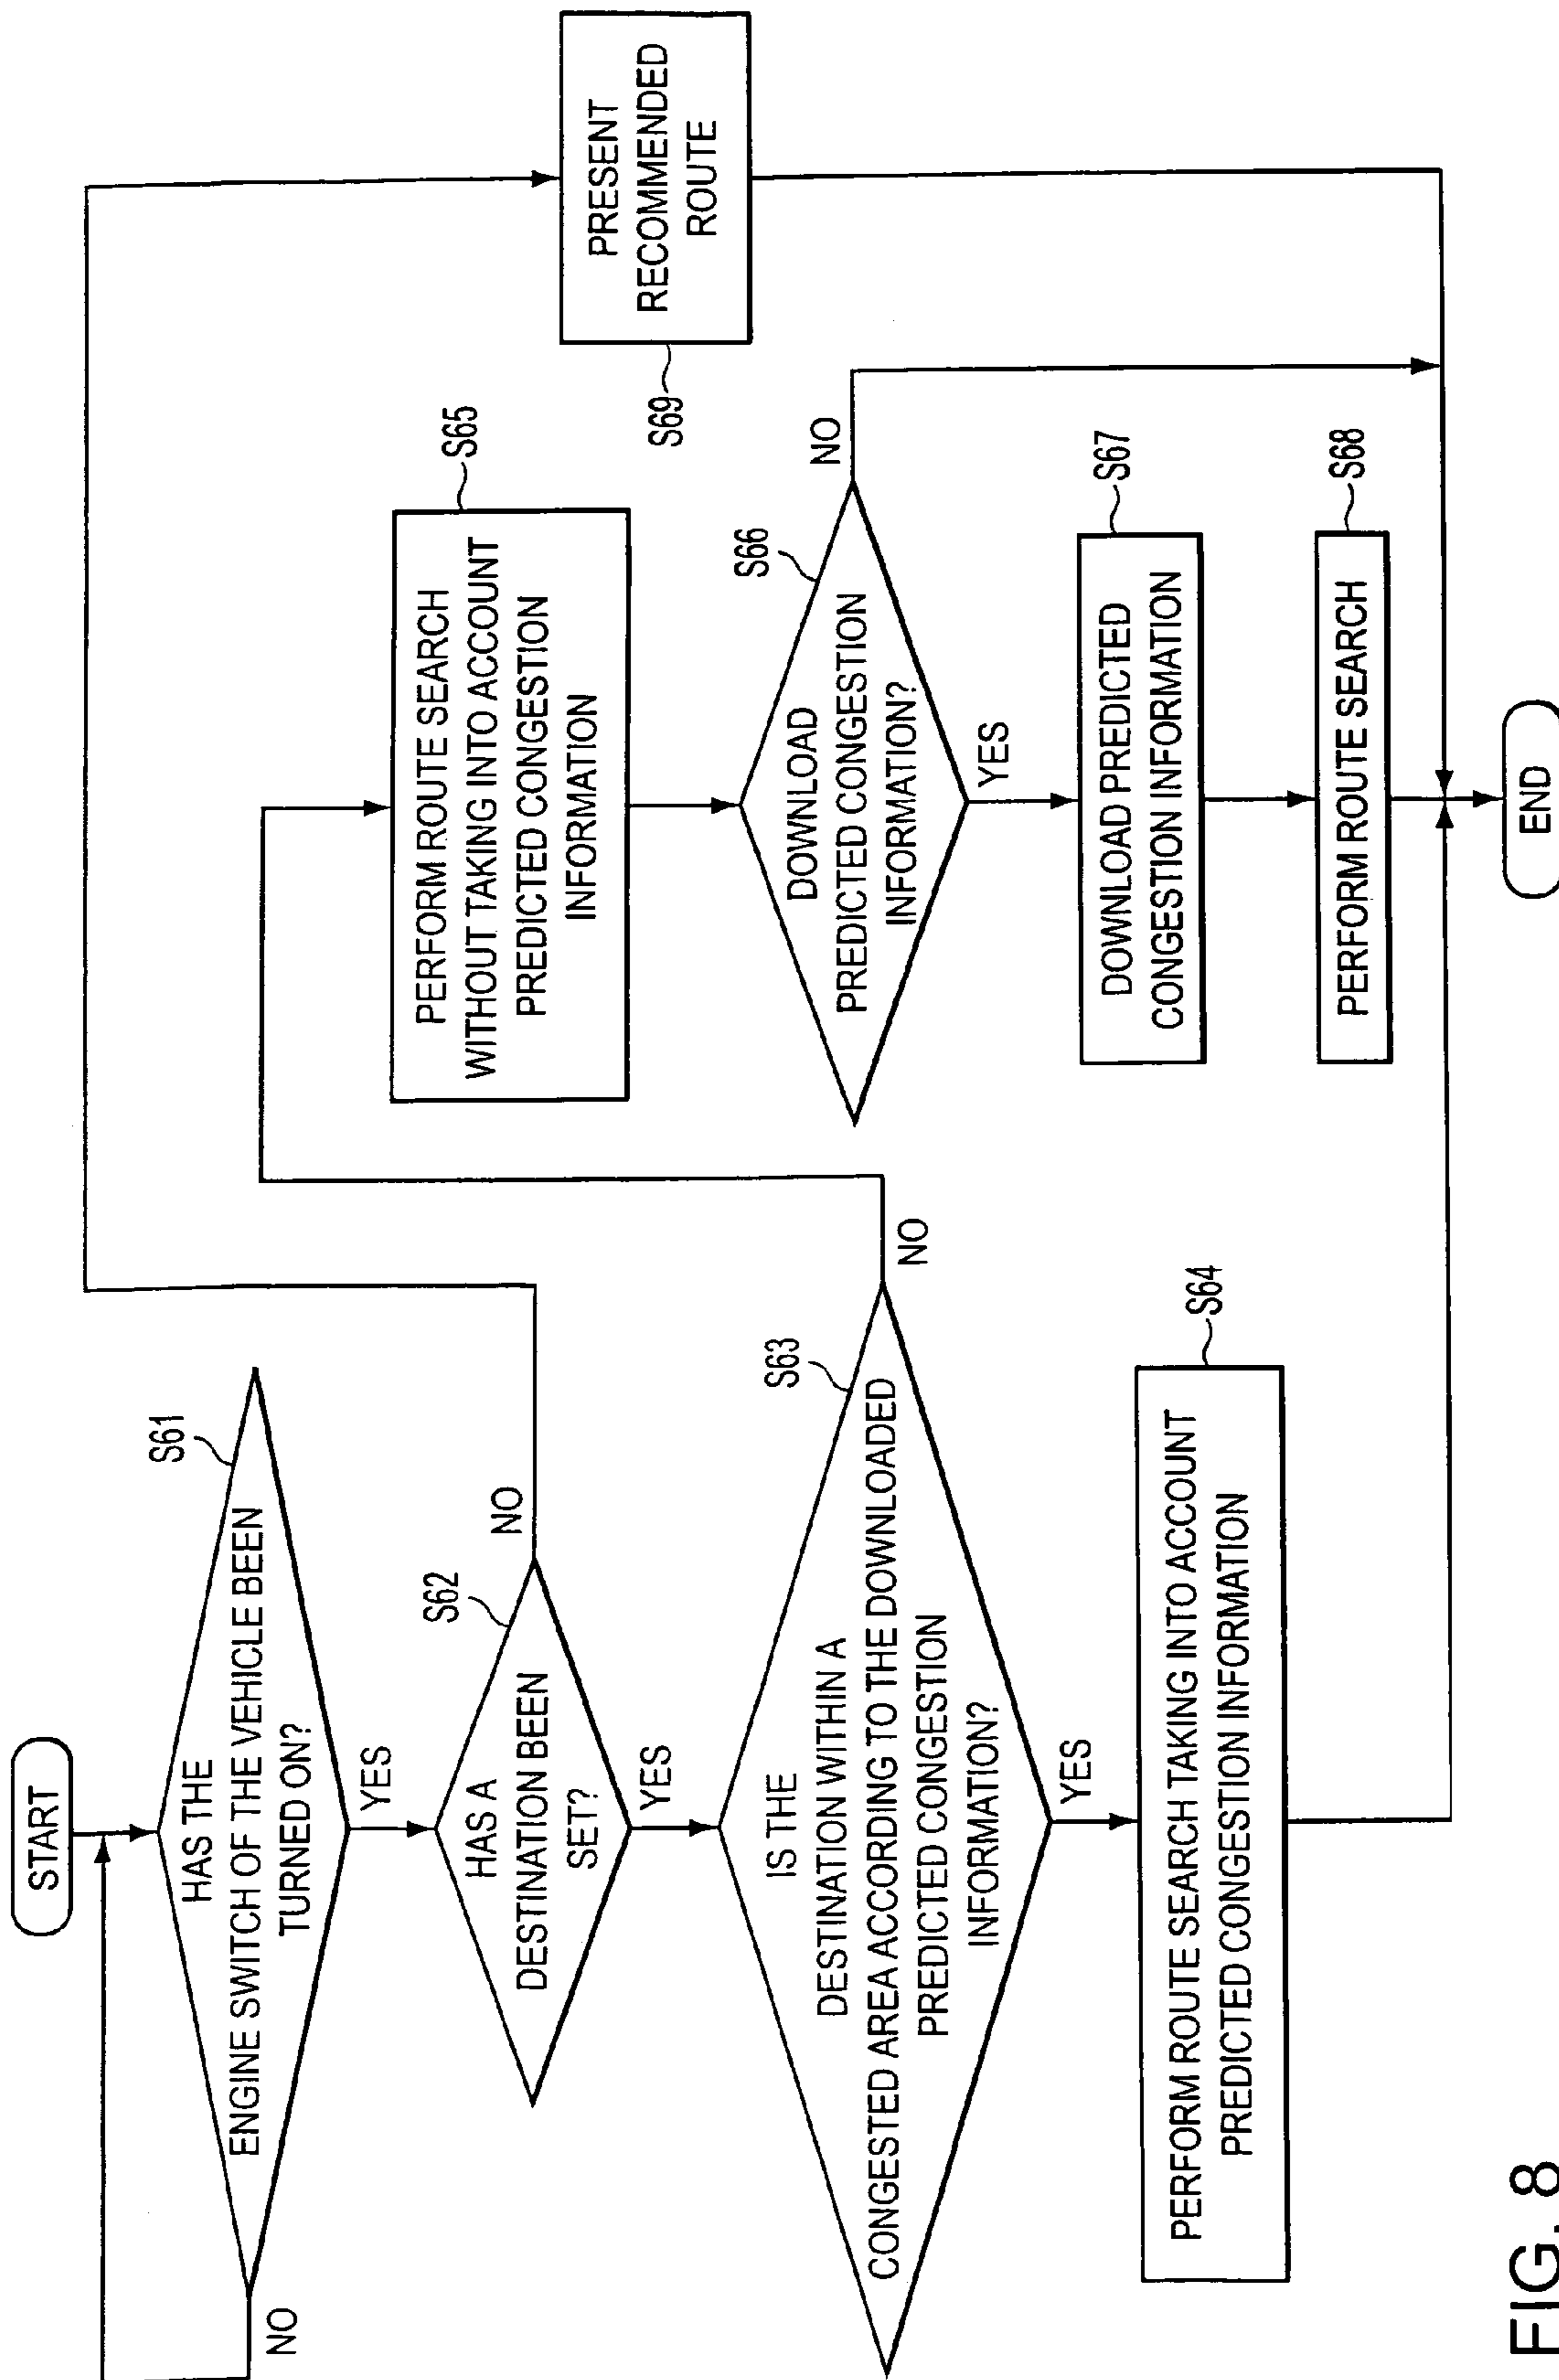 START
S61
HAS THE
ENGINE SWITCH OF THE VEHICLE BEEN
TURNED ON?
NO
YES
S62
HAS A
DESTINATION BEEN
SET?
NO
YES
S63
IS THE
DESTINATION WITHIN A
CONGESTED AREA ACCORDING TO THE DOWNLOADED
PREDICTED CONGESTION
INFORMATION?
NO
YES
S64
PERFORM ROUTE SEARCH TAKING INTO ACCOUNT
PREDICTED CONGESTION INFORMATION
S65
PERFORM ROUTE SEARCH
WITHOUT TAKING INTO ACCOUNT
PREDICTED CONGESTION
INFORMATION
S66
DOWNLOAD
PREDICTED CONGESTION
INFORMATION?
NO
YES
S67
DOWNLOAD PREDICTED
CONGESTION INFORMATION
S68
PERFORM ROUTE SEARCH
S69
PRESENT
RECOMMENDED
ROUTE
END
FIG. 8